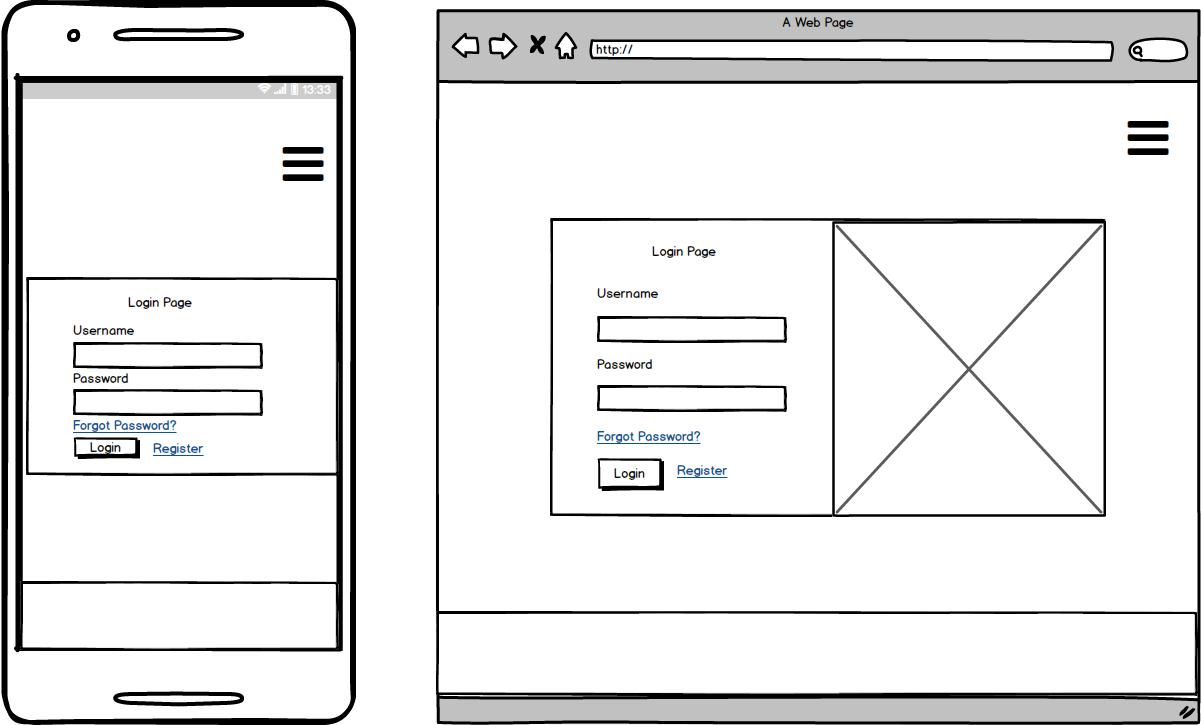 13:33
Login Page
Username
Password
Forgot Password?
Login Register
A Web Page
http://
Login Page
Username
Password
Forgot Password?
Login Register